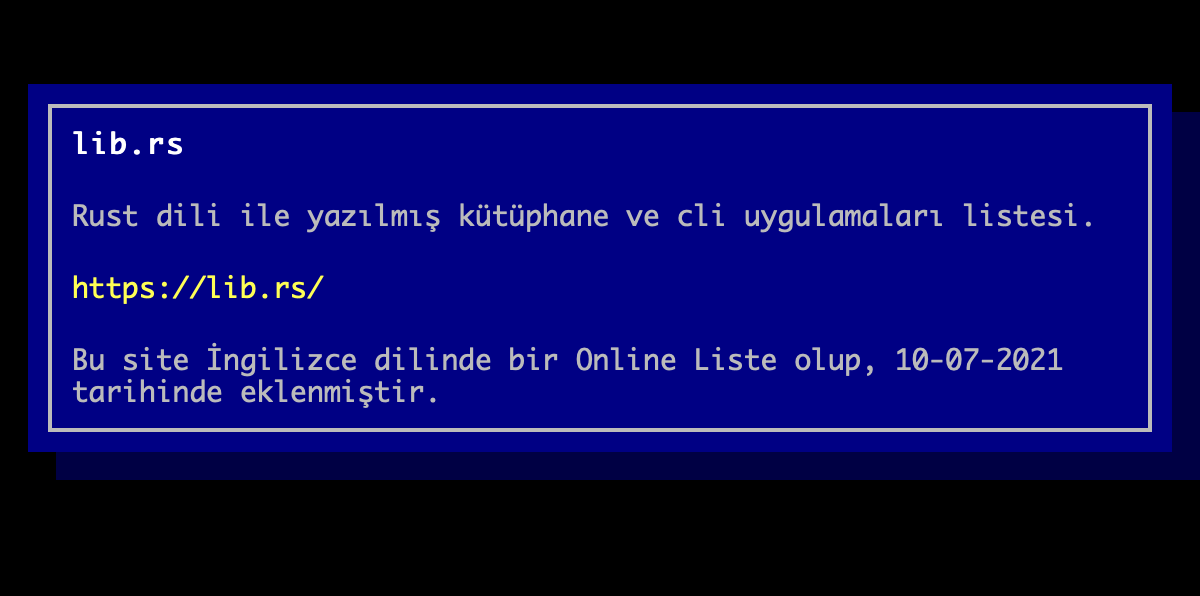 lib.rs
Rust dili ile yazılmış kütüphane ve cli uygulamaları listesi.
https://lib.rs/
Bu site İngilizce dilinde bir Online Liste olup, 10-07-2021
tarihinde eklenmiştir.